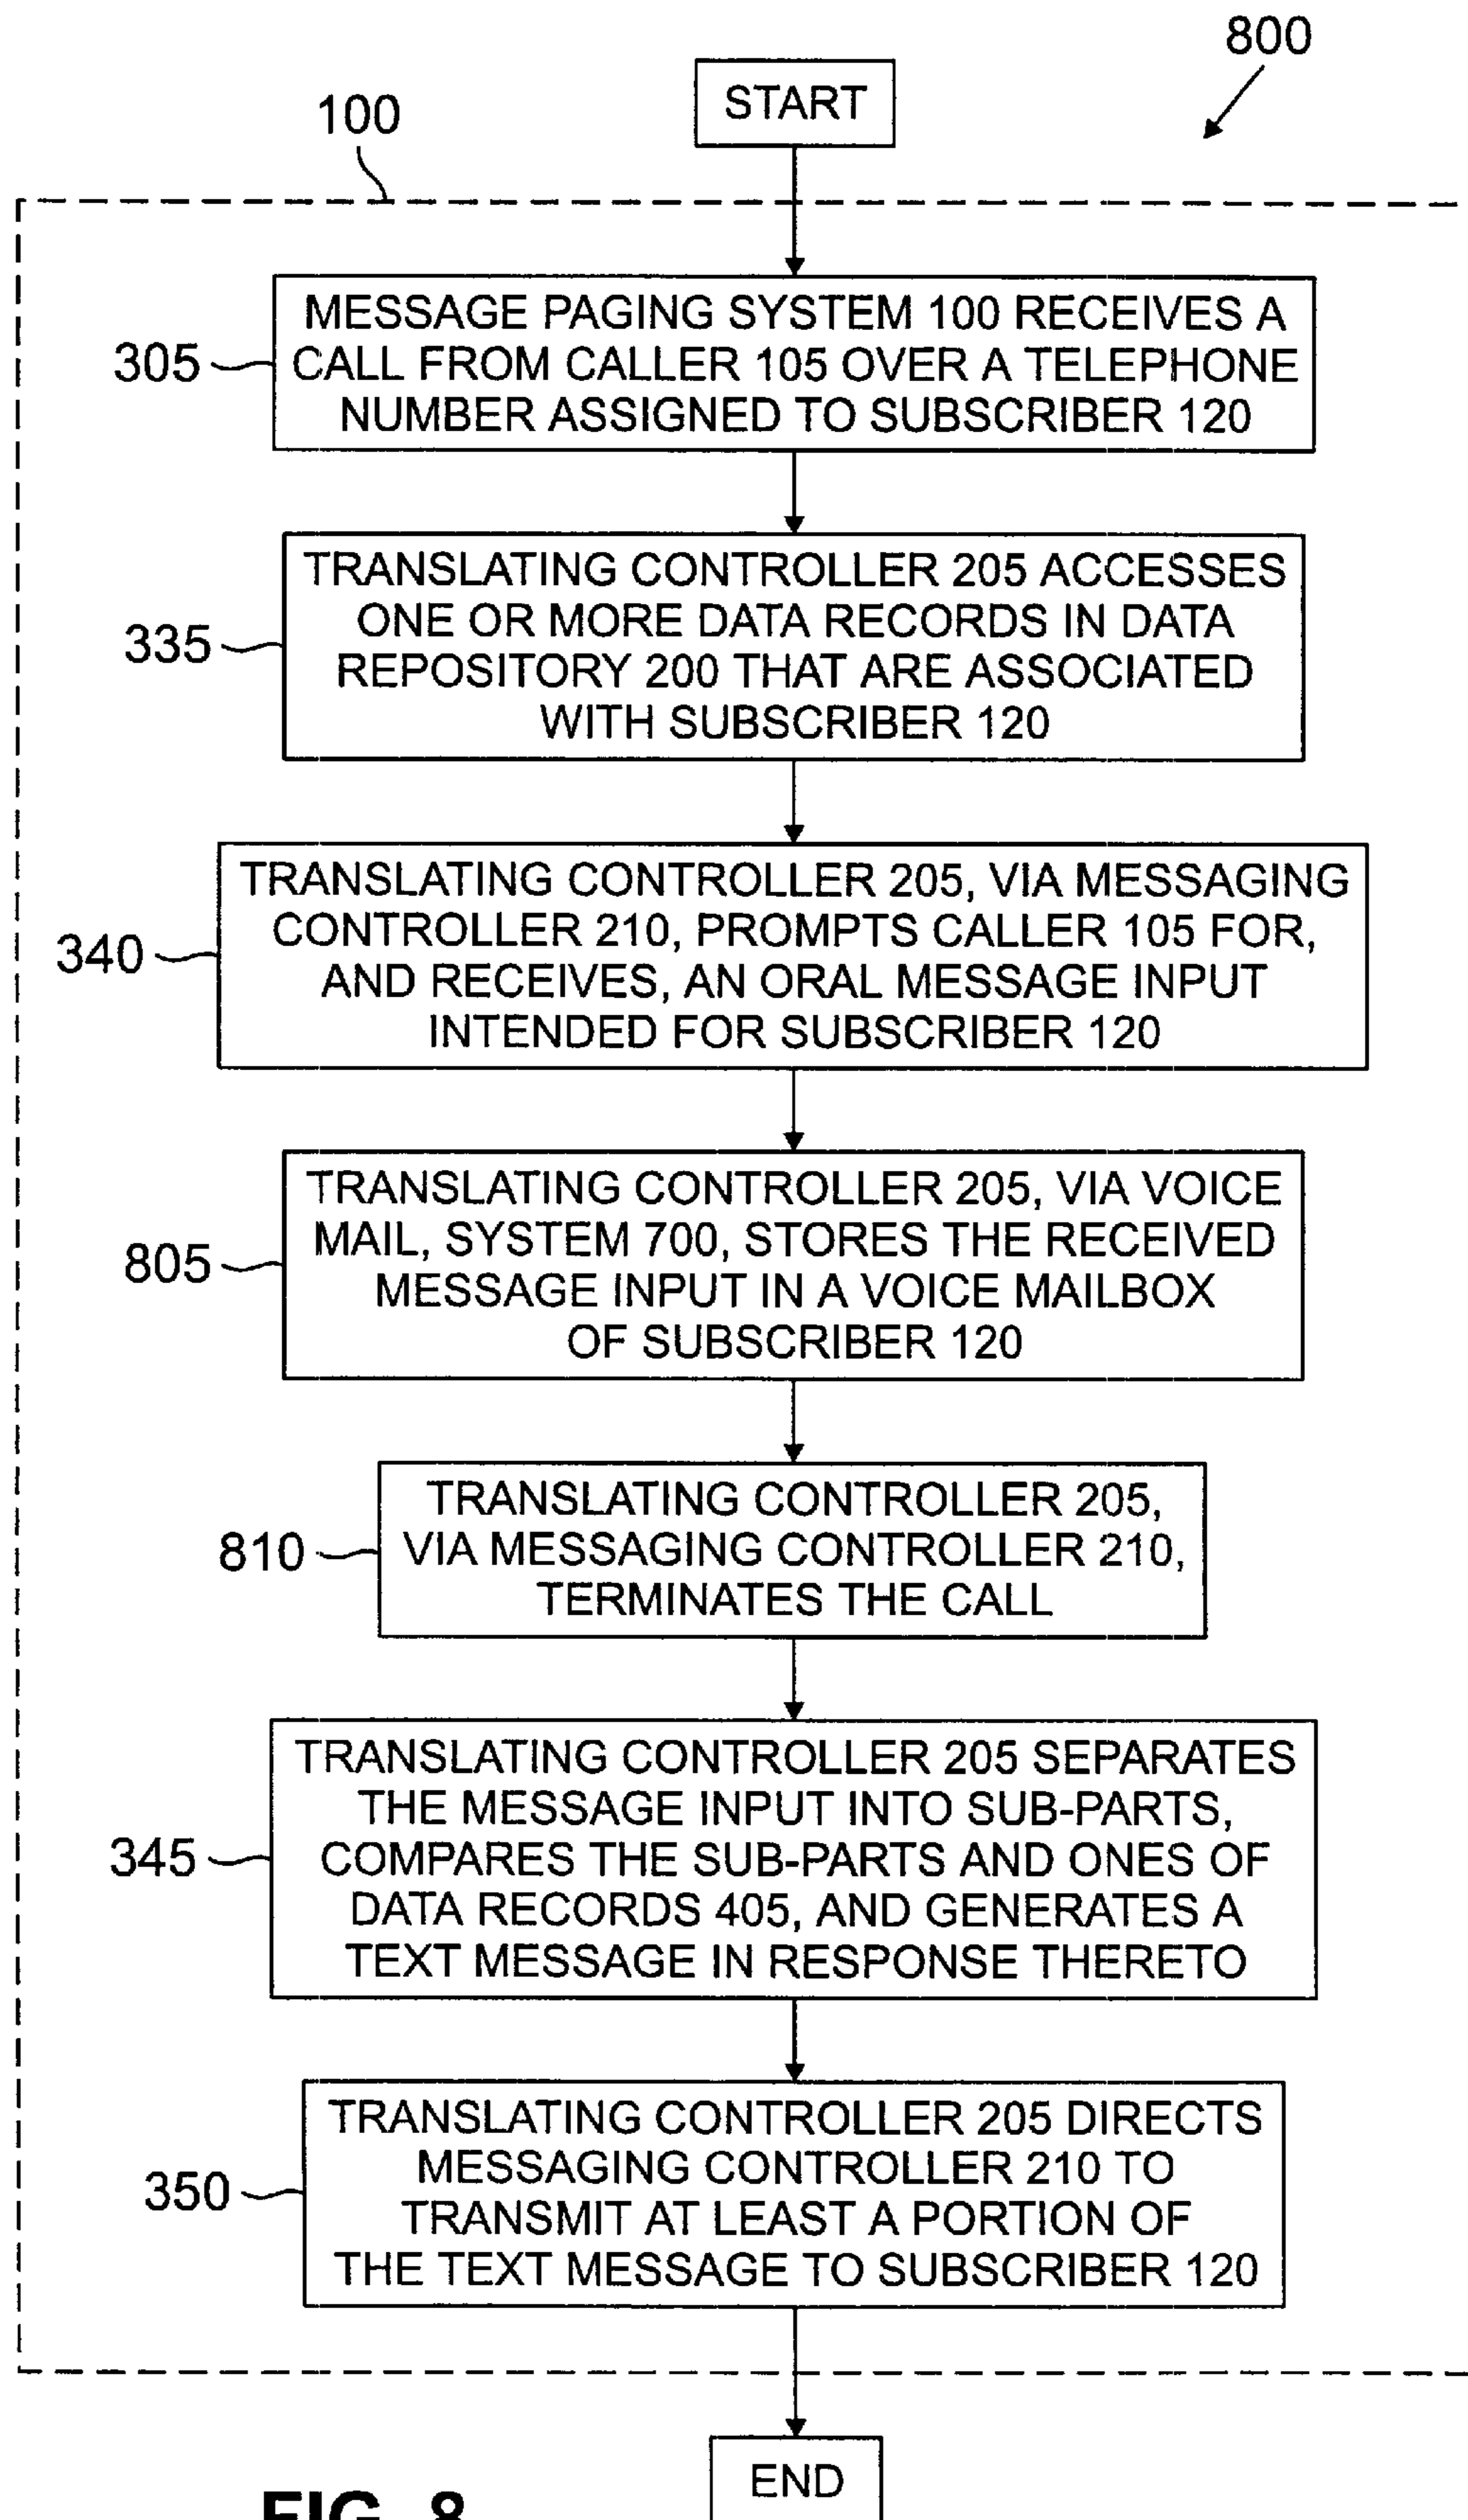 800
START
100
MESSAGE PAGING SYSTEM 100 RECEIVES A
CALL FROM CALLER 105 OVER A TELEPHONE
NUMBER ASSIGNED TO SUBSCRIBER 120
305
TRANSLATING CONTROLLER 205 ACCESSES
ONE OR MORE DATA RECORDS IN DATA
REPOSITORY 200 THAT ARE ASSOCIATED
WITH SUBSCRIBER 120
335
TRANSLATING CONTROLLER 205, VIA MESSAGING
CONTROLLER 210, PROMPTS CALLER 105 FOR,
AND RECEIVES, AN ORAL MESSAGE INPUT
INTENDED FOR SUBSCRIBER 120
340
TRANSLATING CONTROLLER 205, VIA VOICE
MAIL, SYSTEM 700, STORES THE RECEIVED
MESSAGE INPUT IN A VOICE MAILBOX
OF SUBSCRIBER 120
805
TRANSLATING CONTROLLER 205,
VIA MESSAGING CONTROLLER 210,
TERMINATES THE CALL
810
TRANSLATING CONTROLLER 205 SEPARATES
THE MESSAGE INPUT INTO SUB-PARTS,
COMPARES THE SUB-PARTS AND ONES OF
DATA RECORDS 405, AND GENERATES A
TEXT MESSAGE IN RESPONSE THERETO
345
TRANSLATING CONTROLLER 205 DIRECTS
MESSAGING CONTROLLER 210 TO
TRANSMIT AT LEAST A PORTION OF
THE TEXT MESSAGE TO SUBSCRIBER 120
350
END
FIG. 8